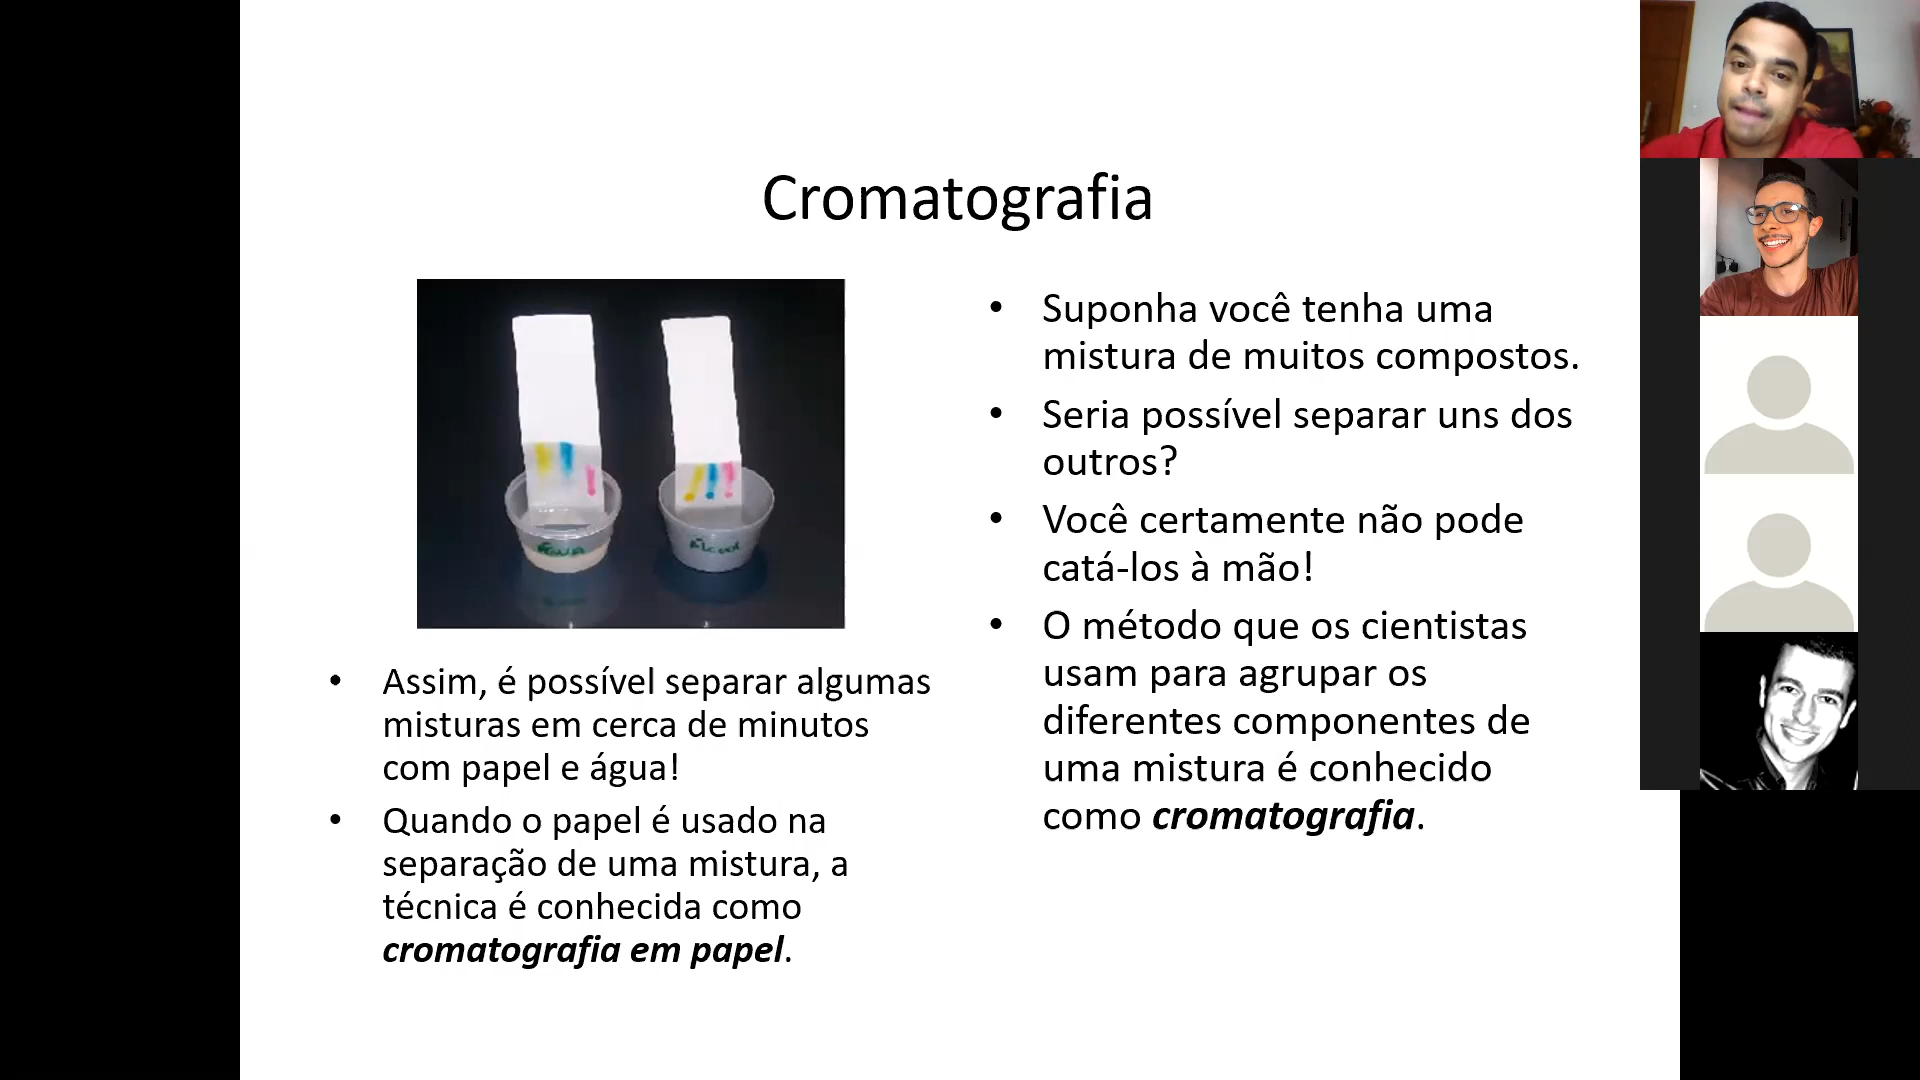 Cromatografia
ÁGUA
ÁLCOOL
Assim, é possível separar algumas
misturas em cerca de minutos
com papel e água!
Quando o papel é usado na
separação de uma mistura, a
técnica é conhecida como
cromatografia em papel.
Suponha você tenha uma
mistura de muitos compostos.
Seria possível separar uns dos
outros?
Você certamente não pode
catá-los à mão!
O método que os cientistas
usam para agrupar os
diferentes componentes de
uma mistura é conhecido
como cromatografia.